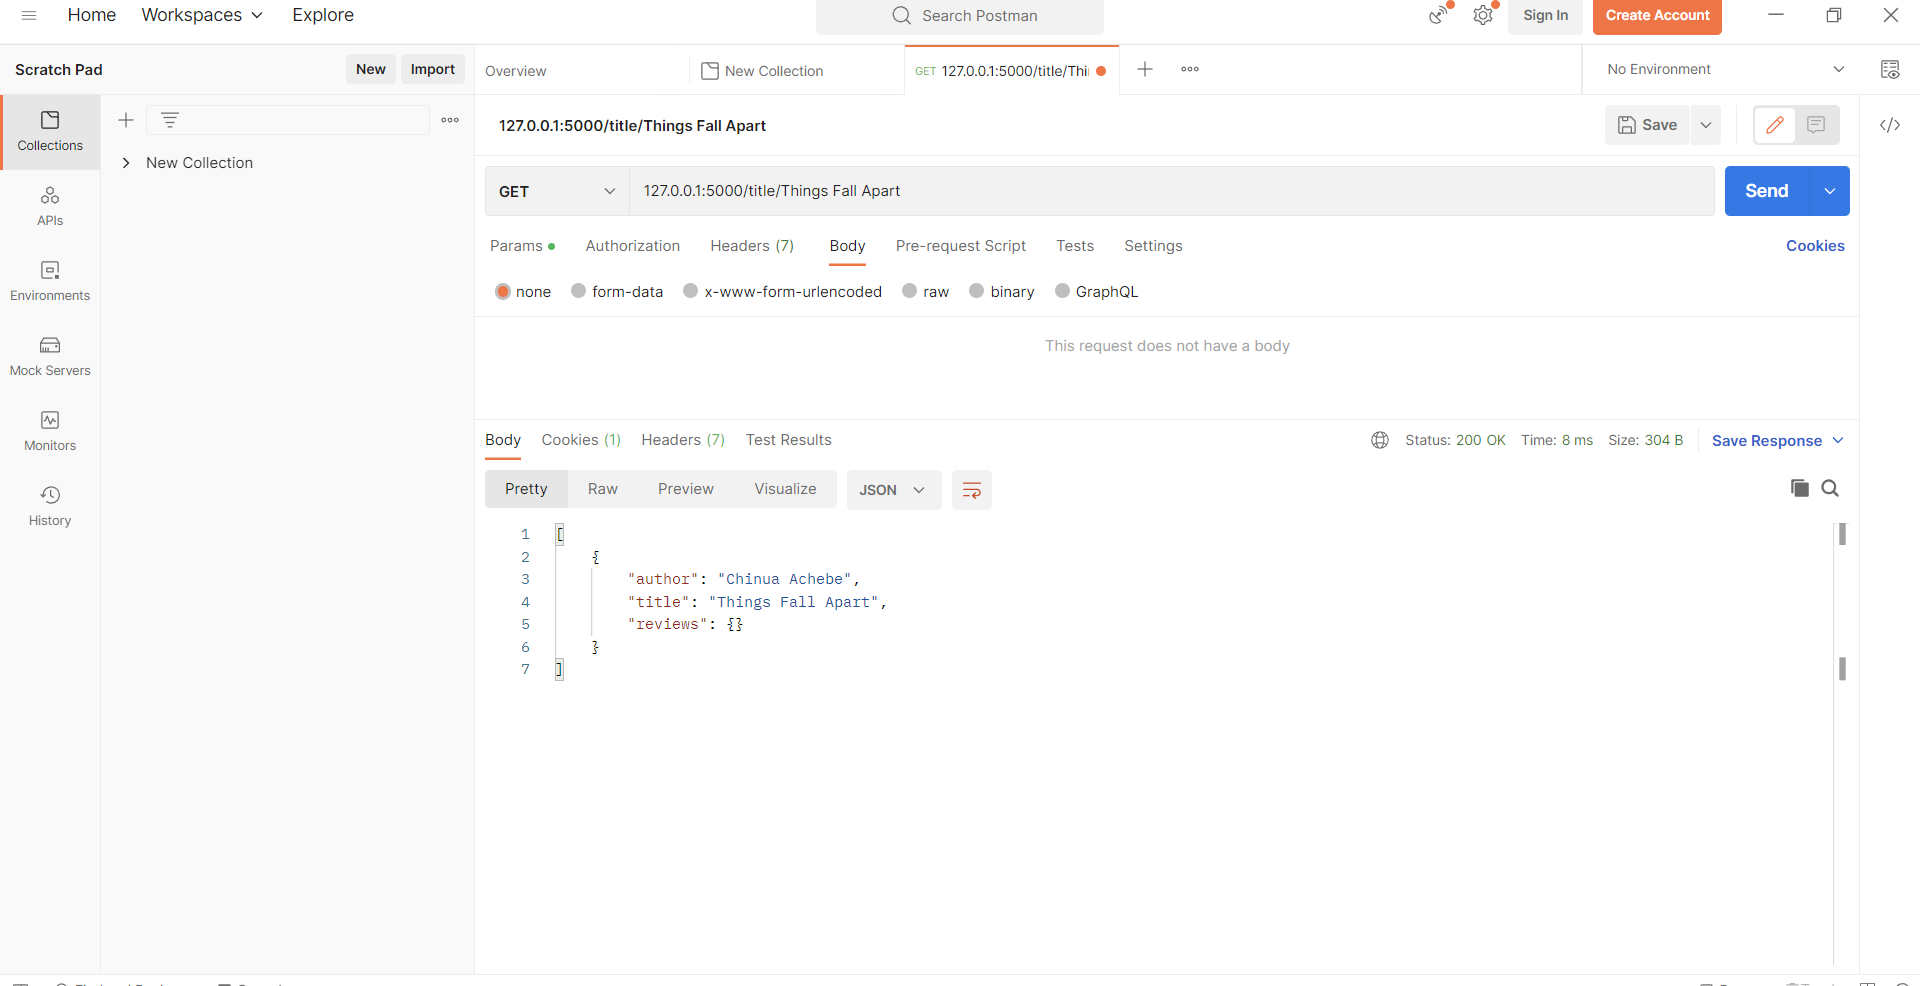 Home Workspaces Explore Search Postman Sign In Create Account
Scratch Pad New Import
Overview New Collection GET 127.0.0.1:5000/title/Thi No Environment
Collections
APIs
Environments
Mock Servers
Monitors
History
New Collection
127.0.0.1:5000/title/Things Fall Apart Save
GET 127.0.0.1:5000/title/Things Fall Apart Send
Params Authorization Headers (7) Body Pre-request Script Tests Settings Cookies
none form-data x-www-form-urlencoded raw binary GraphQL
This request does not have a body
Body Cookies (1) Headers (7) Test Results Status: 200 OK Time: 8 ms Size: 304 B Save Response
Pretty Raw Preview Visualize JSON
1 [
2 {
3 "author": "Chinua Achebe",
4 "title": "Things Fall Apart",
5 "reviews": {}
6 }
7 ]